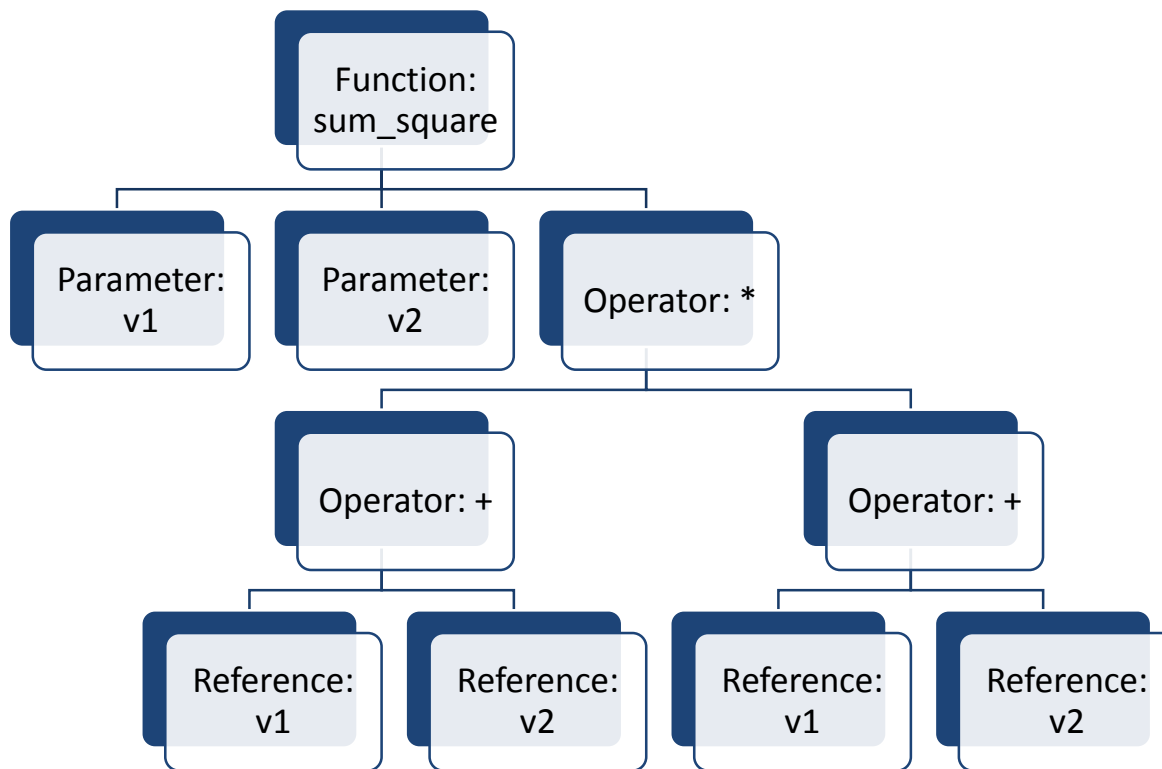 Function:
sum_square
Parameter:
v1
Parameter:
v2
Operator: *
Operator: +
Operator: +
Reference:
v1
Reference:
v2
Reference:
v1
Reference:
v2